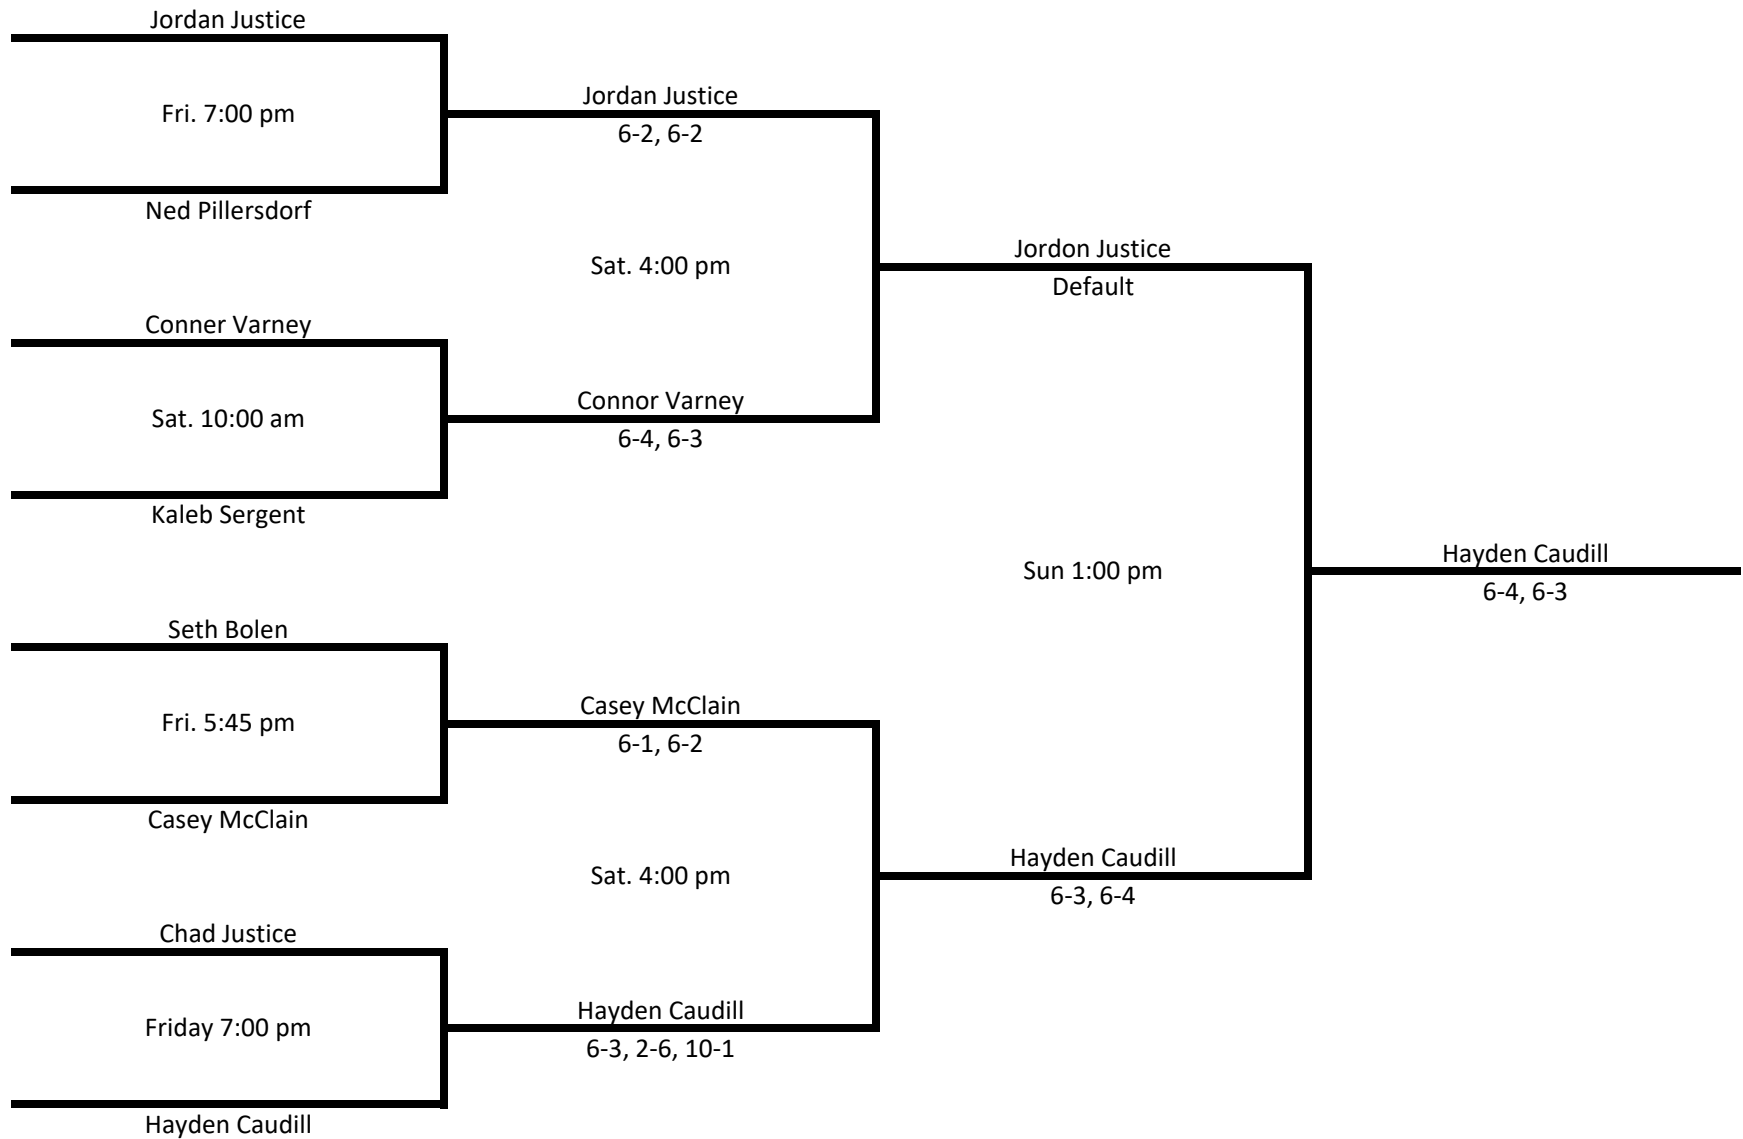 Jordan Justice
Fri. 7:00 pm
Jordan Justice
6-2, 6-2
Ned Pillersdorf
Sat. 4:00 pm
Jordon Justice
Default
Conner Varney
Sat. 10:00 am
Connor Varney
6-4, 6-3
Kaleb Sergent
Sun 1:00 pm
Hayden Caudill
6-4, 6-3
Seth Bolen
Fri. 5:45 pm
Casey McClain
6-1, 6-2
Casey McClain
Sat. 4:00 pm
Hayden Caudill
6-3, 6-4
Chad Justice
Friday 7:00 pm
Hayden Caudill
6-3, 2-6, 10-1
Hayden Caudill